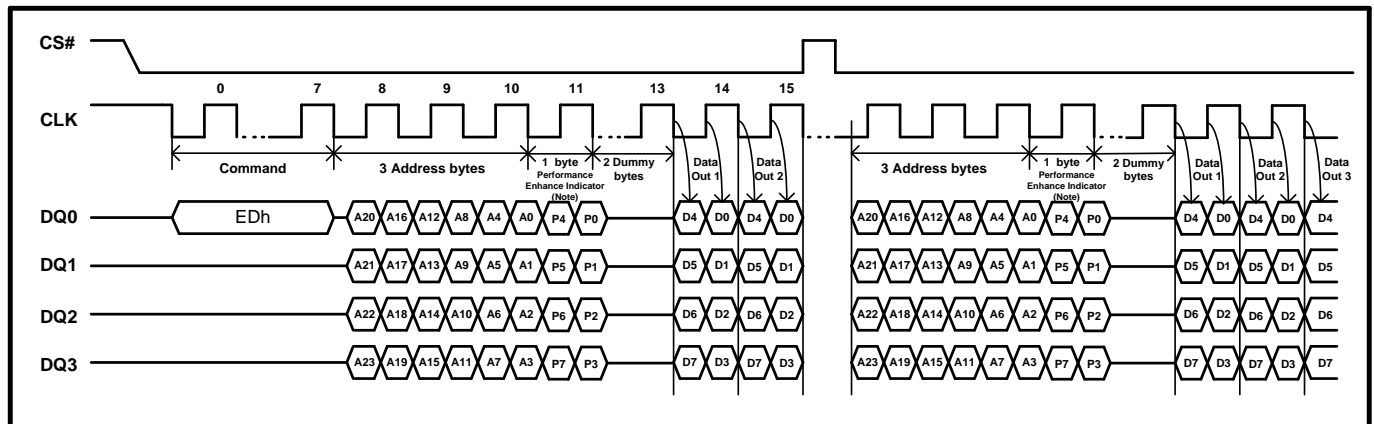 CS#
0 7 8 9 10 11 13 14 15
CLK
Command 3 Address bytes 1 byte Performance Enhance Indicator (Note) 2 Dummy bytes Data Out 1 Data Out 2 3 Address bytes 1 byte Performance Enhance Indicator (Note) 2 Dummy bytes Data Out 1 Data Out 2 Data Out 3
DQ0 EDh A20 A16 A12 A8 A4 A0 P4 P0 D4 D0 D4 D0 A20 A16 A12 A8 A4 A0 P4 P0 D4 D0 D4 D0 D4
DQ1 A21 A17 A13 A9 A5 A1 P5 P1 D5 D1 D5 D1 A21 A17 A13 A9 A5 A1 P5 P1 D5 D1 D5 D1 D5
DQ2 A22 A18 A14 A10 A6 A2 P6 P2 D6 D2 D6 D2 A22 A18 A14 A10 A6 A2 P6 P2 D6 D2 D6 D2 D6
DQ3 A23 A19 A15 A11 A7 A3 P7 P3 D7 D3 D7 D3 A23 A19 A15 A11 A7 A3 P7 P3 D7 D3 D7 D3 D7